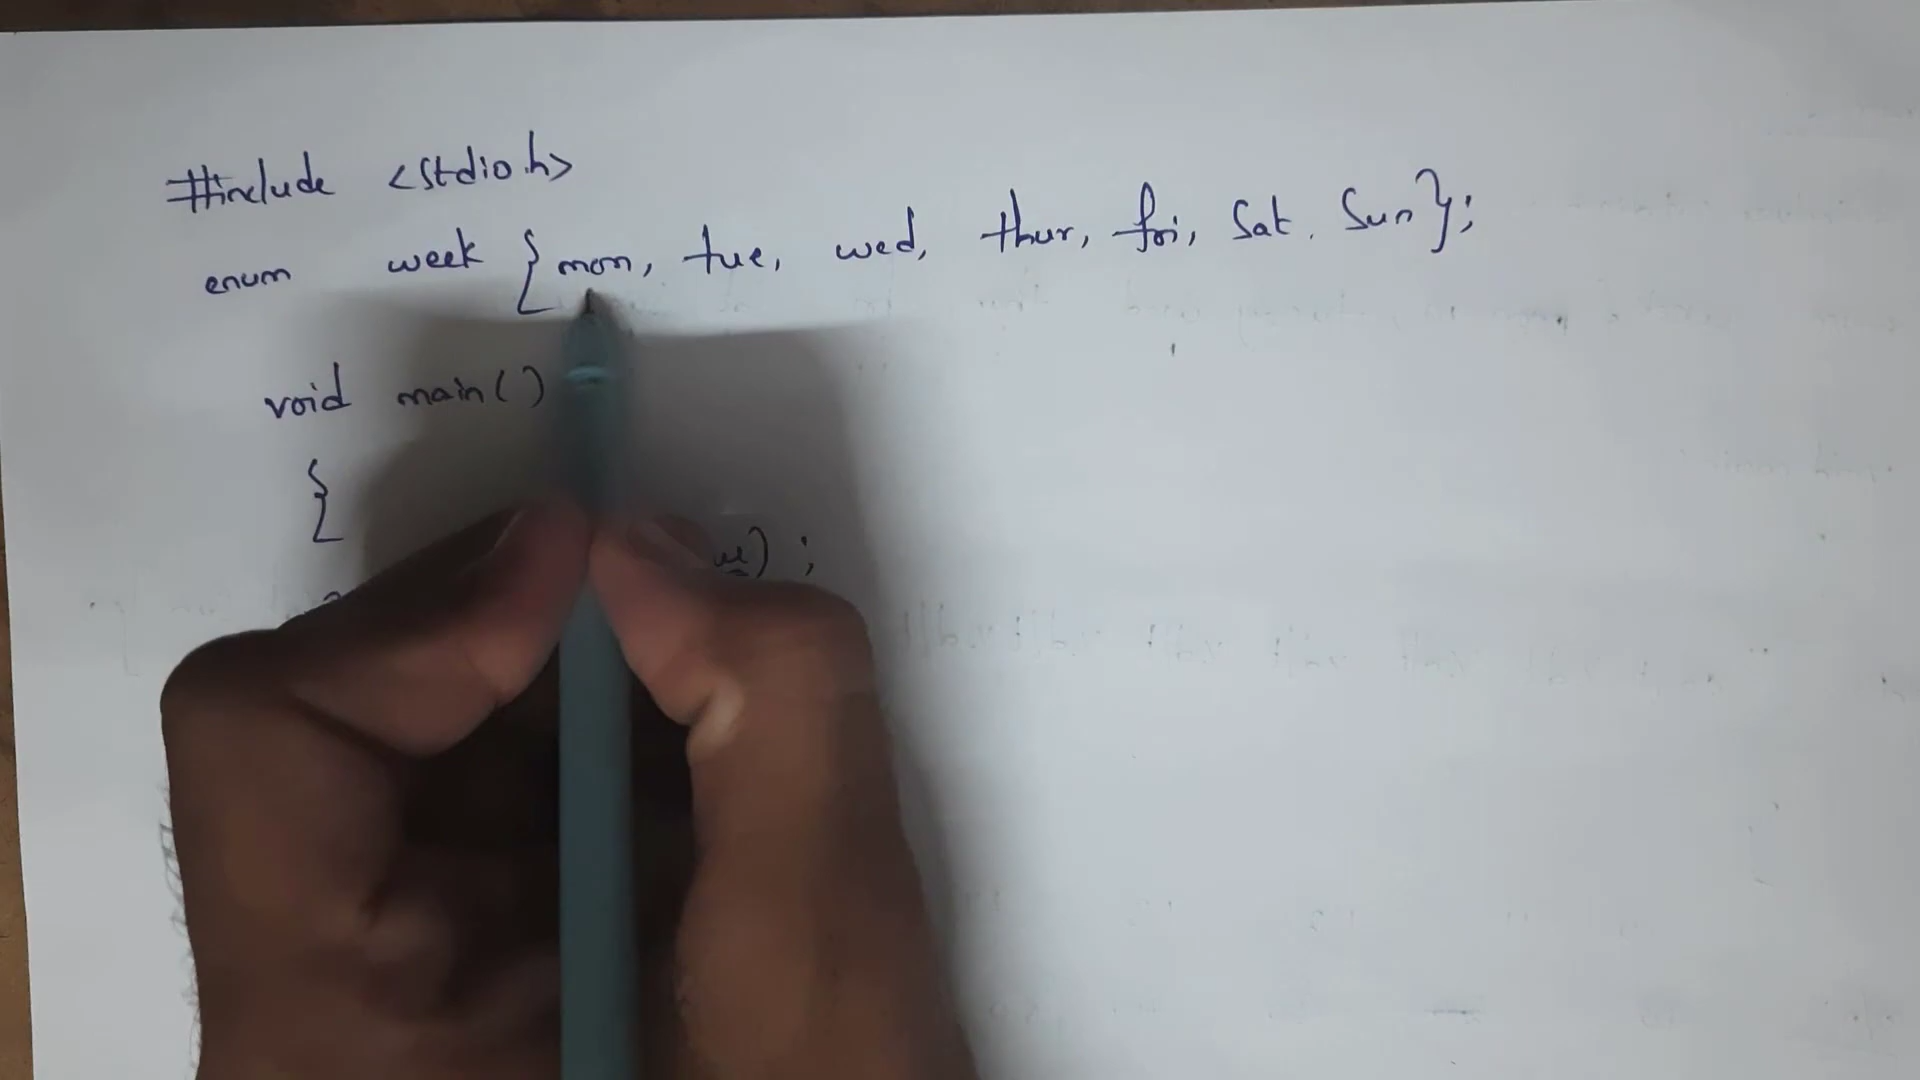 #include <stdio.h>
enum week {mon, tue, wed, thur, fri, Sat, Sun};
void main()
{
);